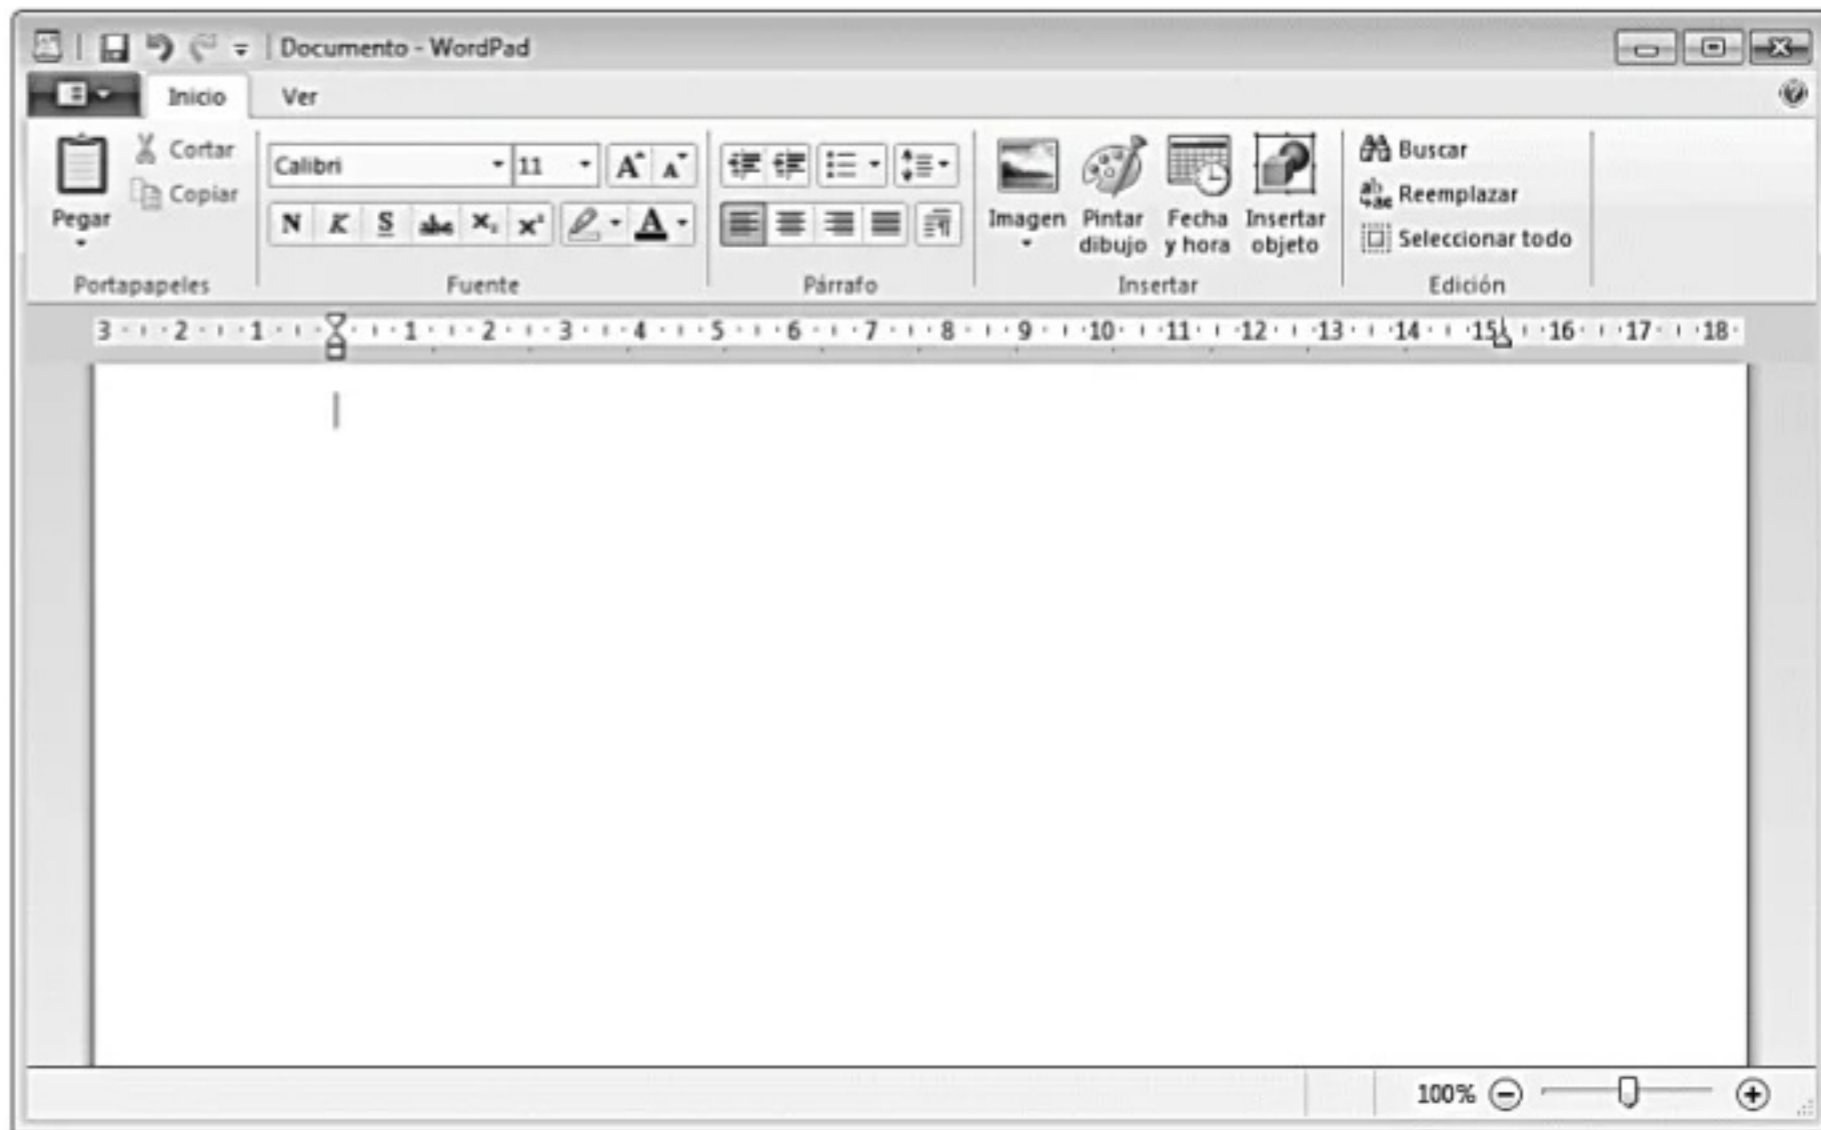 Documento - WordPad
Inicio Ver
Pegar
Cortar
Copiar
Portapapeles
Calibri 11 A A
N K S abc X₂ X² A
Fuente
Párrafo
Imagen
Pintar dibujo
Fecha y hora
Insertar objeto
Insertar
Buscar
Reemplazar
Seleccionar todo
Edición
3 2 1 1 2 3 4 5 6 7 8 9 10 11 12 13 14 15 16 17 18
100%